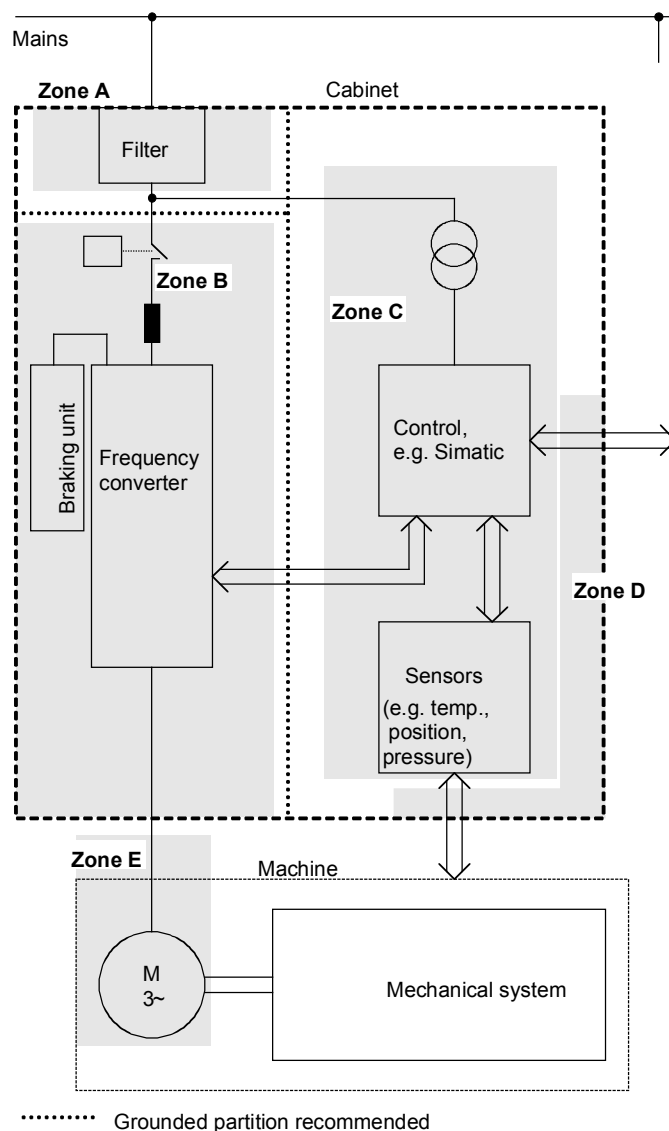 Mains
Zone A
Cabinet
Filter
Zone B
Zone C
Braking unit
Frequency
converter
Control,
e.g. Simatic
Zone D
Sensors
(e.g. temp.,
position,
pressure)
Zone E
Machine
M
3~
Mechanical system
Grounded partition recommended